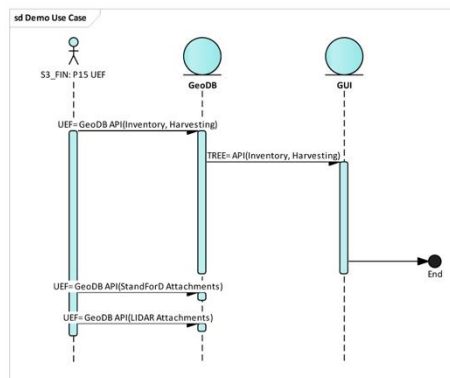 sd Demo Use Case
S3_FIN: P15 UEF
GeoDB
GUI
UEF= GeoDB API(Inventory, Harvesting)
TREE= API(Inventory, Harvesting)
End
UEF= GeoDB API(StandForD Attachments)
UEF= GeoDB API(LIDAR Attachments)